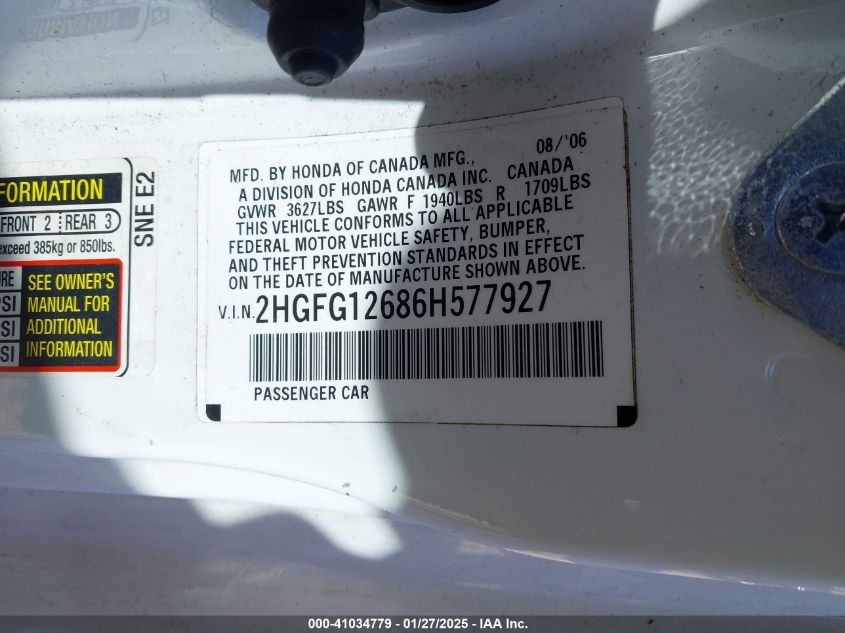 08/'06
MFD. BY HONDA OF CANADA MFG.,
A DIVISION OF HONDA CANADA INC. CANADA
GVWR 3627LBS GAWR F 1940LBS R 1709LBS
THIS VEHICLE CONFORMS TO ALL APPLICABLE
FEDERAL MOTOR VEHICLE SAFETY, BUMPER,
AND THEFT PREVENTION STANDARDS IN EFFECT
ON THE DATE OF MANUFACTURE SHOWN ABOVE.
V.I.N. 2HGFG12686H577927
PASSENGER CAR
FORMATION
FRONT 2 REAR 3
exceed 385kg or 850lbs.
SEE OWNER'S
MANUAL FOR
ADDITIONAL
INFORMATION
SNE E2
000-41034779 - 01/27/2025 - IAA Inc.